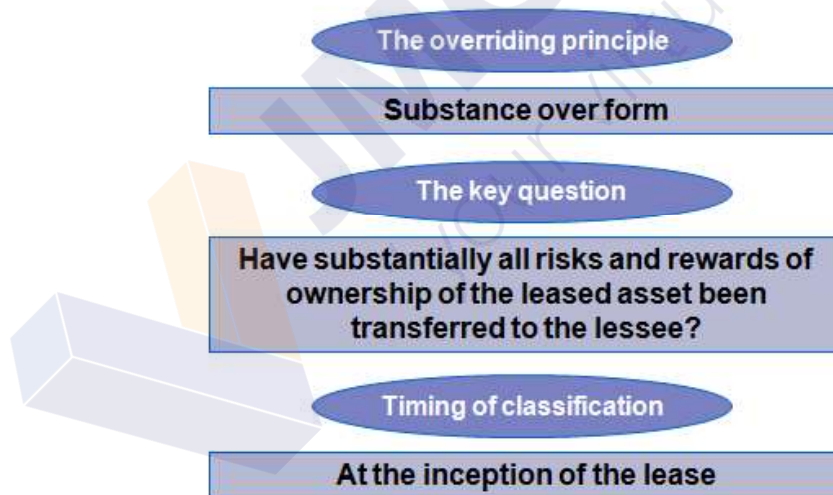 The overriding principle
Substance over form
The key question
Have substantially all risks and rewards of
ownership of the leased asset been
transferred to the lessee?
Timing of classification
At the inception of the lease